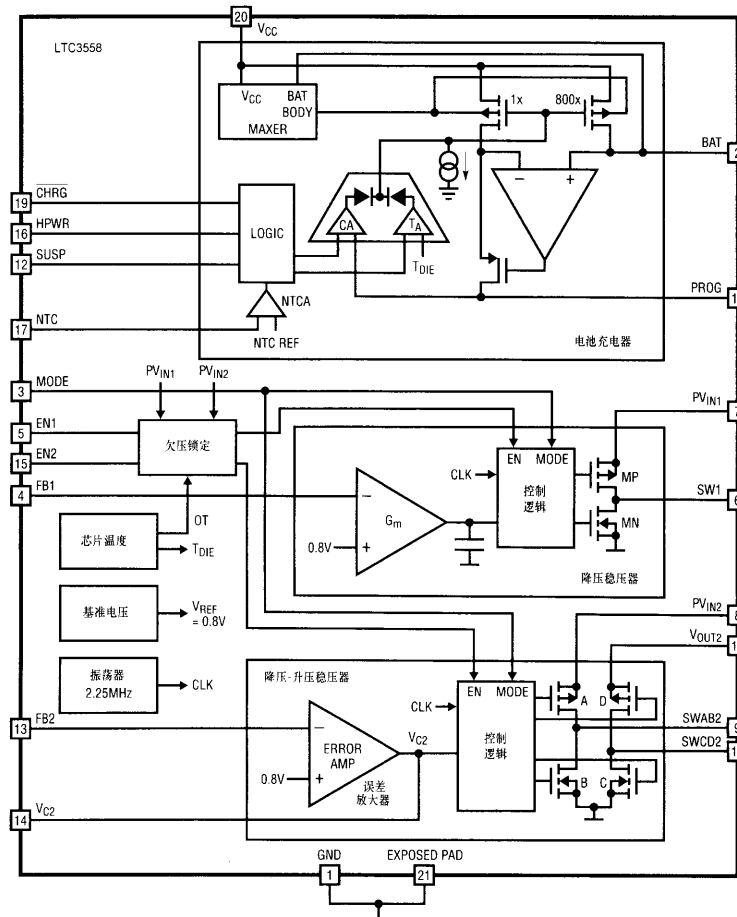 20
VCC
LTC3558
VCC
BAT
BODY
MAXER
1x
800x
BAT
2
CHRG
19
HPWR
16
SUSP
12
LOGIC
CA
TA
TDIE
− +
PROG
NTC
17
NTCA
NTC REF
电池充电器
MODE
3
PVIN1
PVIN2
EN1
5
EN2
15
FB1
4
欠压锁定
OT
芯片温度
TDIE
基准电压
VREF
= 0.8V
振荡器
2.25MHz
CLK
PVIN1
7
EN MODE
CLK
控制
逻辑
MP
MN
SW1
6
−
Gm
0.8V
+
降压稳压器
PVIN2
8
VOUT2
降压-升压稳压器
EN MODE
CLK
控制
逻辑
A
D
B
C
SWAB2
9
SWCD2
FB2
13
−
ERROR
AMP
0.8V
+
误差
放大器
VC2
VC2
14
GND
1
EXPOSED PAD
21